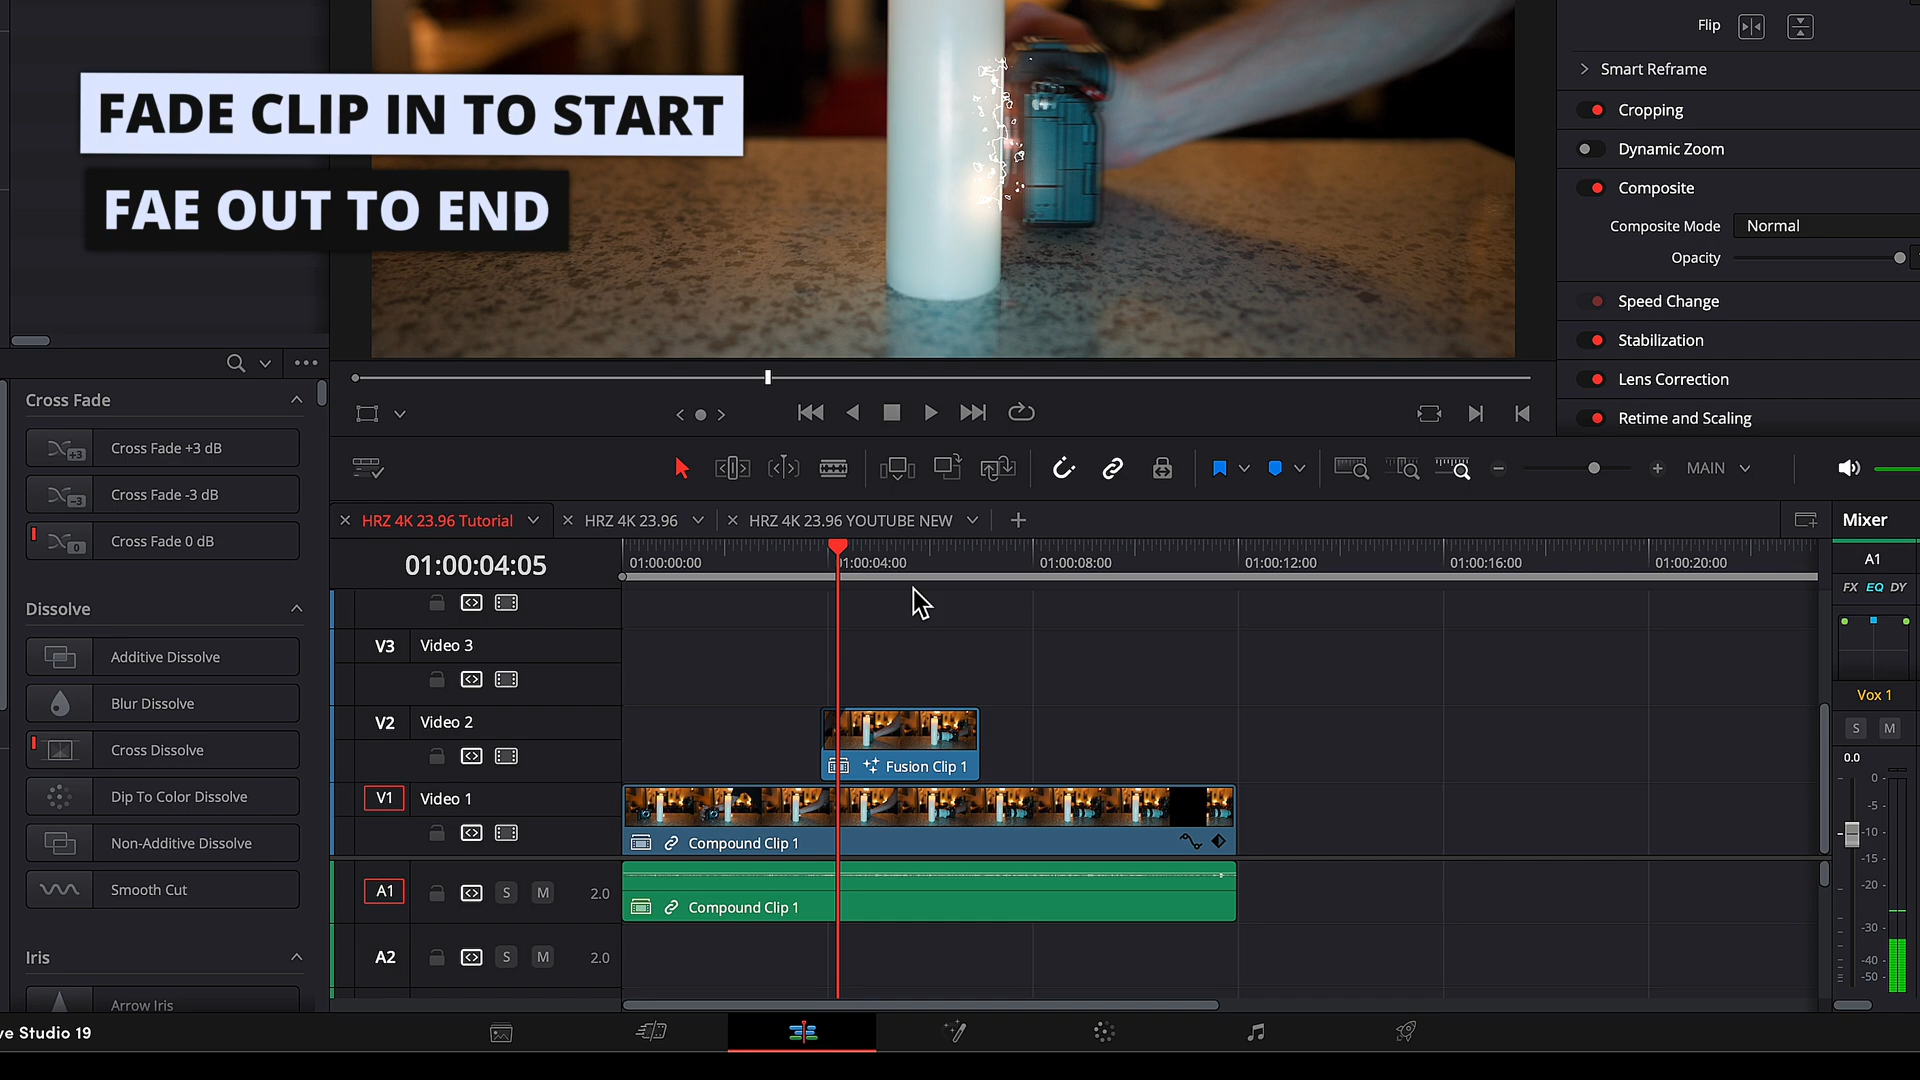 FADE CLIP IN TO START
FAE OUT TO END
Flip
Smart Reframe
Cropping
Dynamic Zoom
Composite
Composite Mode
Normal
Opacity
Speed Change
Stabilization
Lens Correction
Retime and Scaling
Cross Fade
+3
Cross Fade +3 dB
-3
Cross Fade -3 dB
0
Cross Fade 0 dB
Dissolve
Additive Dissolve
Blur Dissolve
Cross Dissolve
Dip To Color Dissolve
Non-Additive Dissolve
Smooth Cut
Iris
Arrow Iris
MAIN
HRZ 4K 23.96 Tutorial
HRZ 4K 23.96
HRZ 4K 23.96 YOUTUBE NEW
01:00:04:05
01:00:00:00
01:00:04:00
01:00:08:00
01:00:12:00
01:00:16:00
01:00:20:00
V3
Video 3
V2
Video 2
Fusion Clip 1
V1
Video 1
Compound Clip 1
A1
S
M
2.0
Compound Clip 1
A2
S
M
2.0
Mixer
A1
FX EQ DY
Vox 1
S
M
0.0
0
-5
-10
-15
-20
-30
-40
-50
ve Studio 19